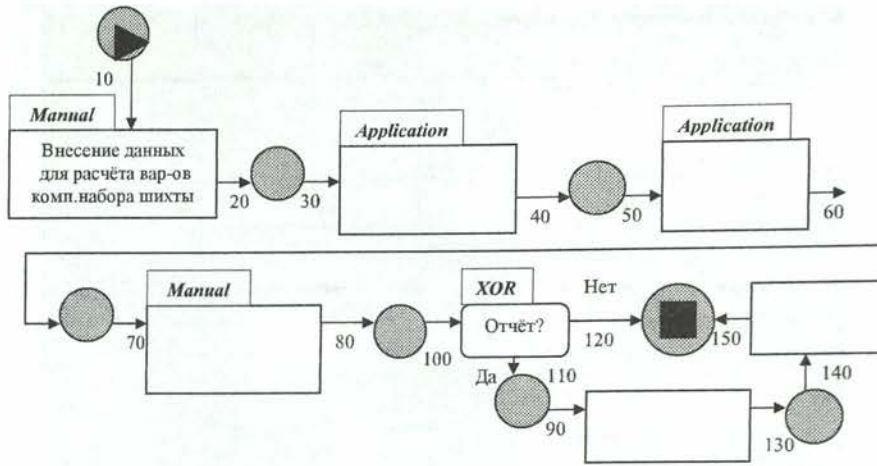 10
Manual
Внесение данных
для расчёта вар-ов
комп.набора шихты
20
30
Application
40
50
Application
60
70
Manual
80
100
XOR
Отчёт?
Нет
120
150
Да
110
90
130
140